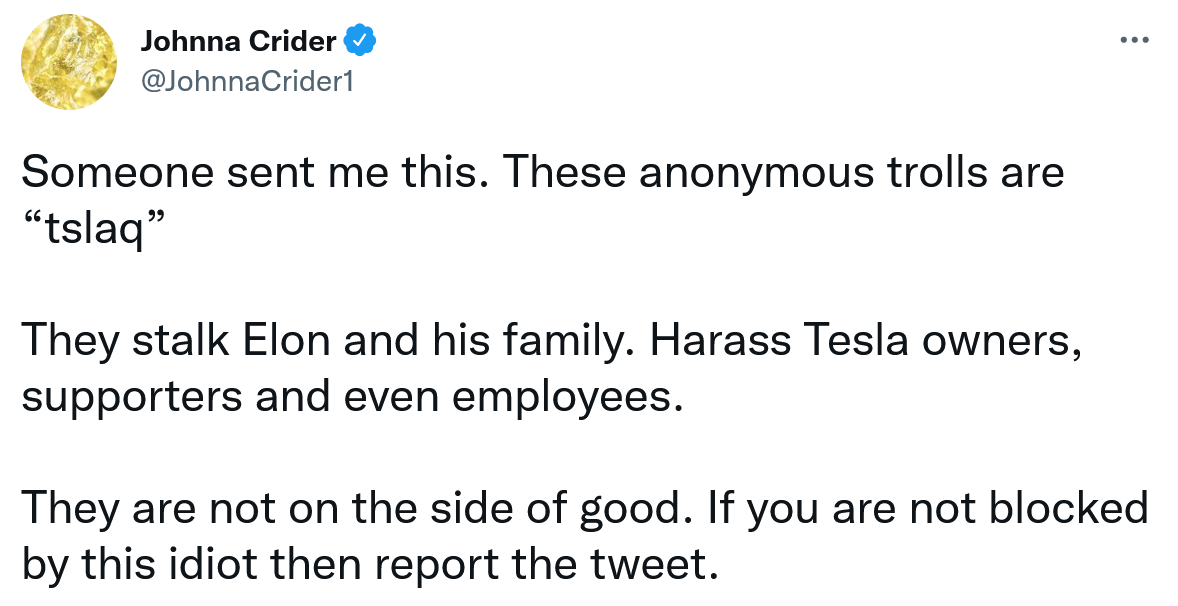 Johnna Crider
@JohnnaCrider1
Someone sent me this. These anonymous trolls are
“tslaq”
They stalk Elon and his family. Harass Tesla owners,
supporters and even employees.
They are not on the side of good. If you are not blocked
by this idiot then report the tweet.